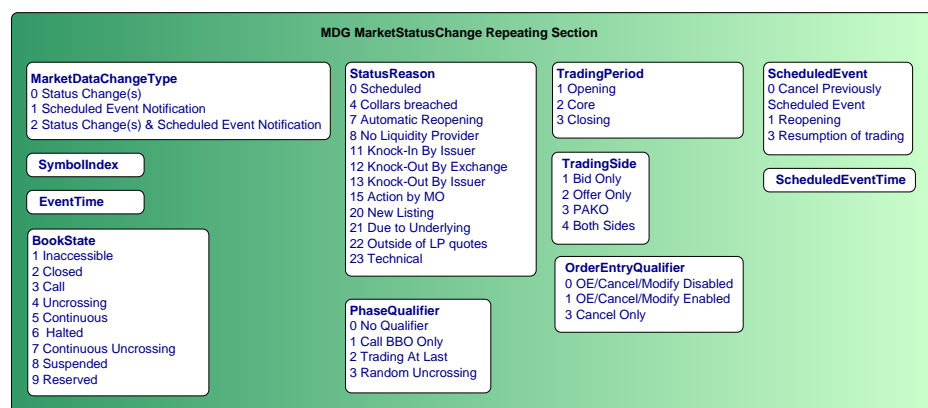 MDG MarketStatusChange Repeating Section
MarketDataChangeType
0 Status Change(s)
1 Scheduled Event Notification
2 Status Change(s) & Scheduled Event Notification
SymbolIndex
EventTime
BookState
1 Inaccessible
2 Closed
3 Call
4 Uncrossing
5 Continuous
6 Halted
7 Continuous Uncrossing
8 Suspended
9 Reserved
StatusReason
0 Scheduled
4 Collars breached
7 Automatic Reopening
8 No Liquidity Provider
11 Knock-In By Issuer
12 Knock-Out By Exchange
13 Knock-Out By Issuer
15 Action by MO
20 New Listing
21 Due to Underlying
22 Outside of LP quotes
23 Technical
PhaseQualifier
0 No Qualifier
1 Call BBO Only
2 Trading At Last
3 Random Uncrossing
TradingPeriod
1 Opening
2 Core
3 Closing
TradingSide
1 Bid Only
2 Offer Only
3 PAKO
4 Both Sides
OrderEntryQualifier
0 OE/Cancel/Modify Disabled
1 OE/Cancel/Modify Enabled
3 Cancel Only
ScheduledEvent
0 Cancel Previously
Scheduled Event
1 Reopening
3 Resumption of trading
ScheduledEventTime